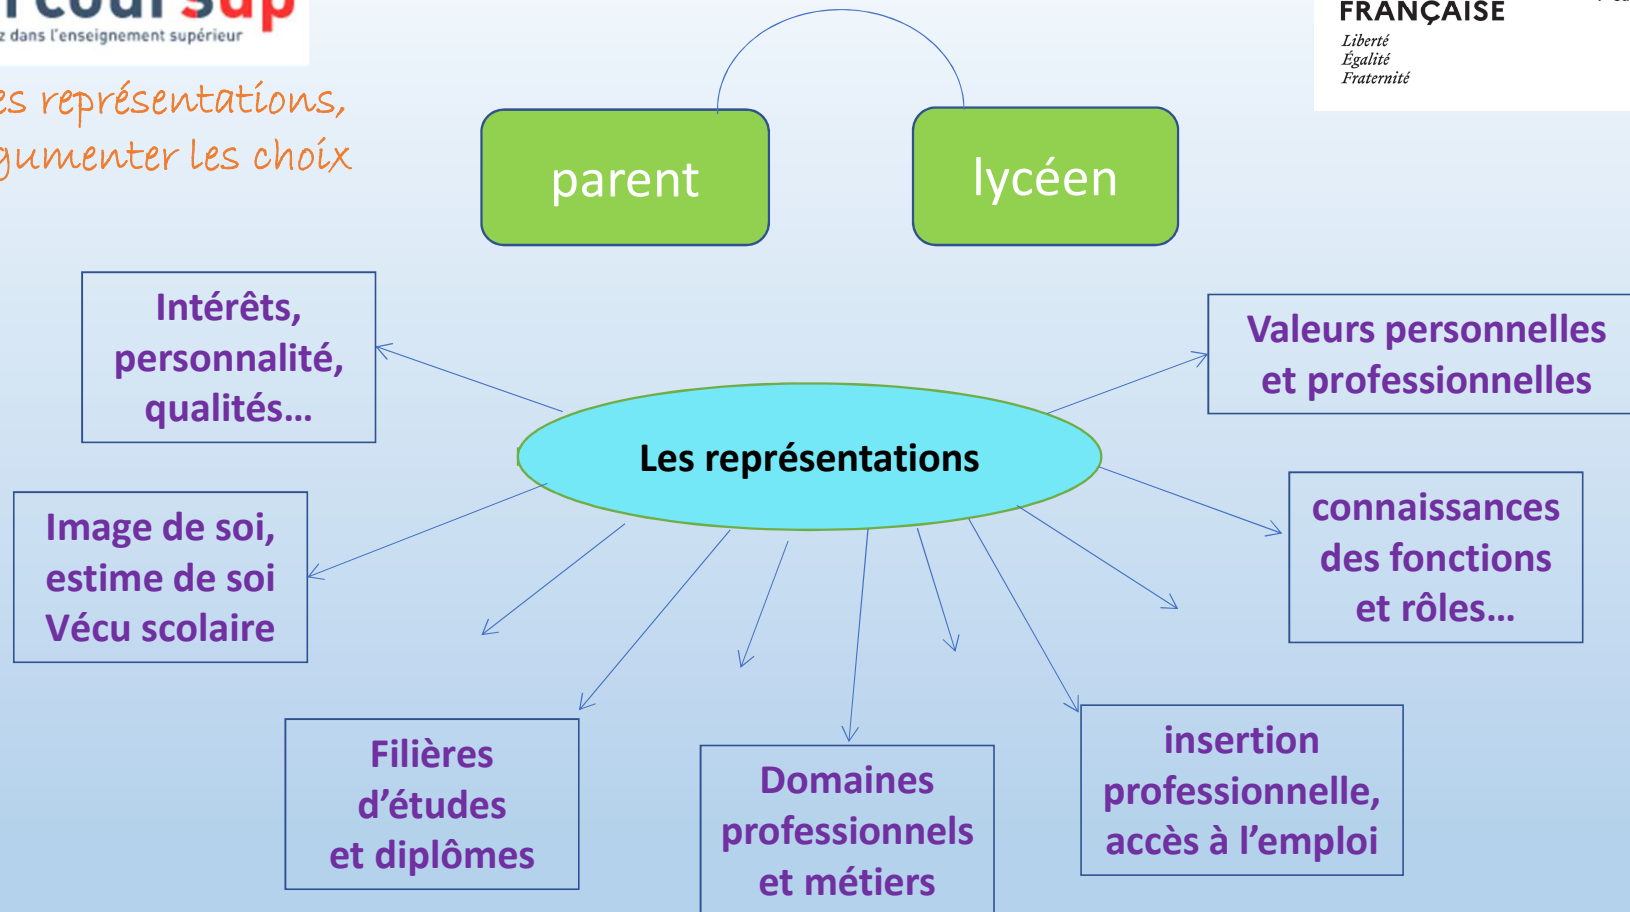 z dans l'enseignement supérieur
FRANÇAISE
Liberté
Égalité
Fraternité
es représentations,
gumenter les choix
parent
lycéen
Intérêts,
personnalité,
qualités…
Valeurs personnelles
et professionnelles
Les représentations
Image de soi,
estime de soi
Vécu scolaire
connaissances
des fonctions
et rôles…
Filières
d'études
et diplômes
Domaines
professionnels
et métiers
insertion
professionnelle,
accès à l'emploi